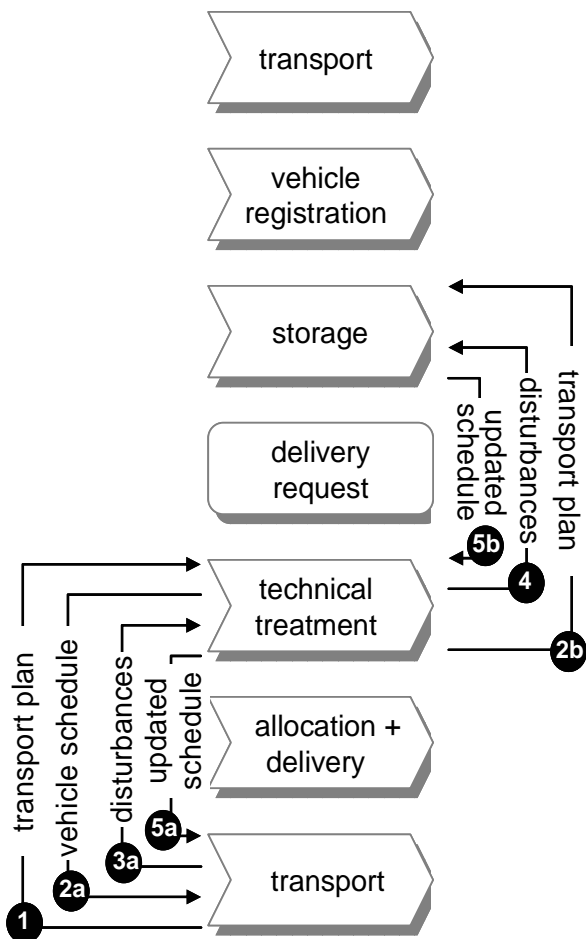 transport
vehicle
registration
storage
delivery
request
technical
treatment
allocation +
delivery
transport
transport plan
1
vehicle schedule
2a
disturbances
3a
updated
schedule
5a
updated
schedule
5b
disturbances
4
transport plan
2b